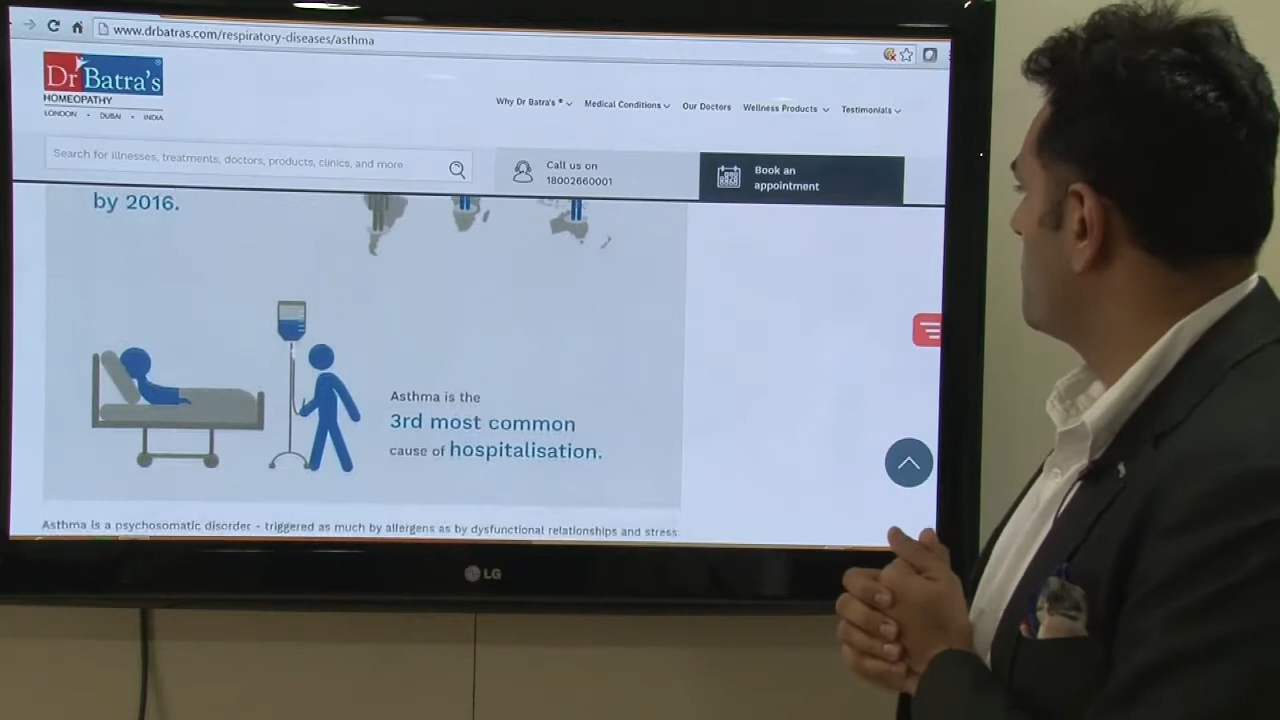 www.drbatras.com/respiratory-diseases/asthma
Dr Batra's®
HOMEOPATHY
LONDON • DUBAI • INDIA
Why Dr Batra's ® Medical Conditions Our Doctors Wellness Products Testimonials
Search for illnesses, treatments, doctors, products, clinics, and more
Call us on
18002660001
Book an
appointment
by 2016.
Asthma is the
3rd most common
cause of hospitalisation.
Asthma is a psychosomatic disorder - triggered as much by allergens as by dysfunctional relationships and stress
LG